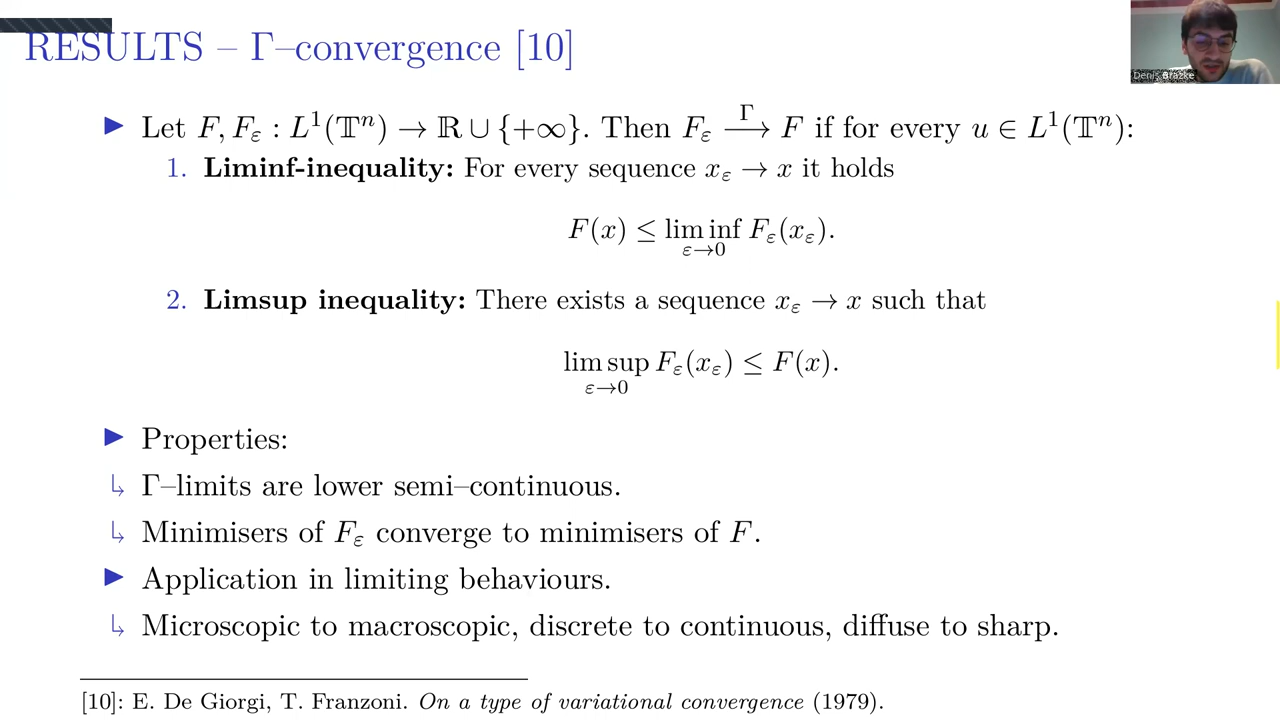 RESULTS – Γ–convergence [10]
Denis Brazke
▶ Let F, F_ε : L¹(𝕋ⁿ) → ℝ ∪ {+∞}. Then F_ε —Γ→ F if for every u ∈ L¹(𝕋ⁿ):
1. Liminf-inequality: For every sequence x_ε → x it holds
F(x) ≤ lim inf_{ε→0} F_ε(x_ε).
2. Limsup inequality: There exists a sequence x_ε → x such that
lim sup_{ε→0} F_ε(x_ε) ≤ F(x).
▶ Properties:
↳ Γ–limits are lower semi–continuous.
↳ Minimisers of F_ε converge to minimisers of F.
▶ Application in limiting behaviours.
↳ Microscopic to macroscopic, discrete to continuous, diffuse to sharp.
[10]: E. De Giorgi, T. Franzoni. On a type of variational convergence (1979).